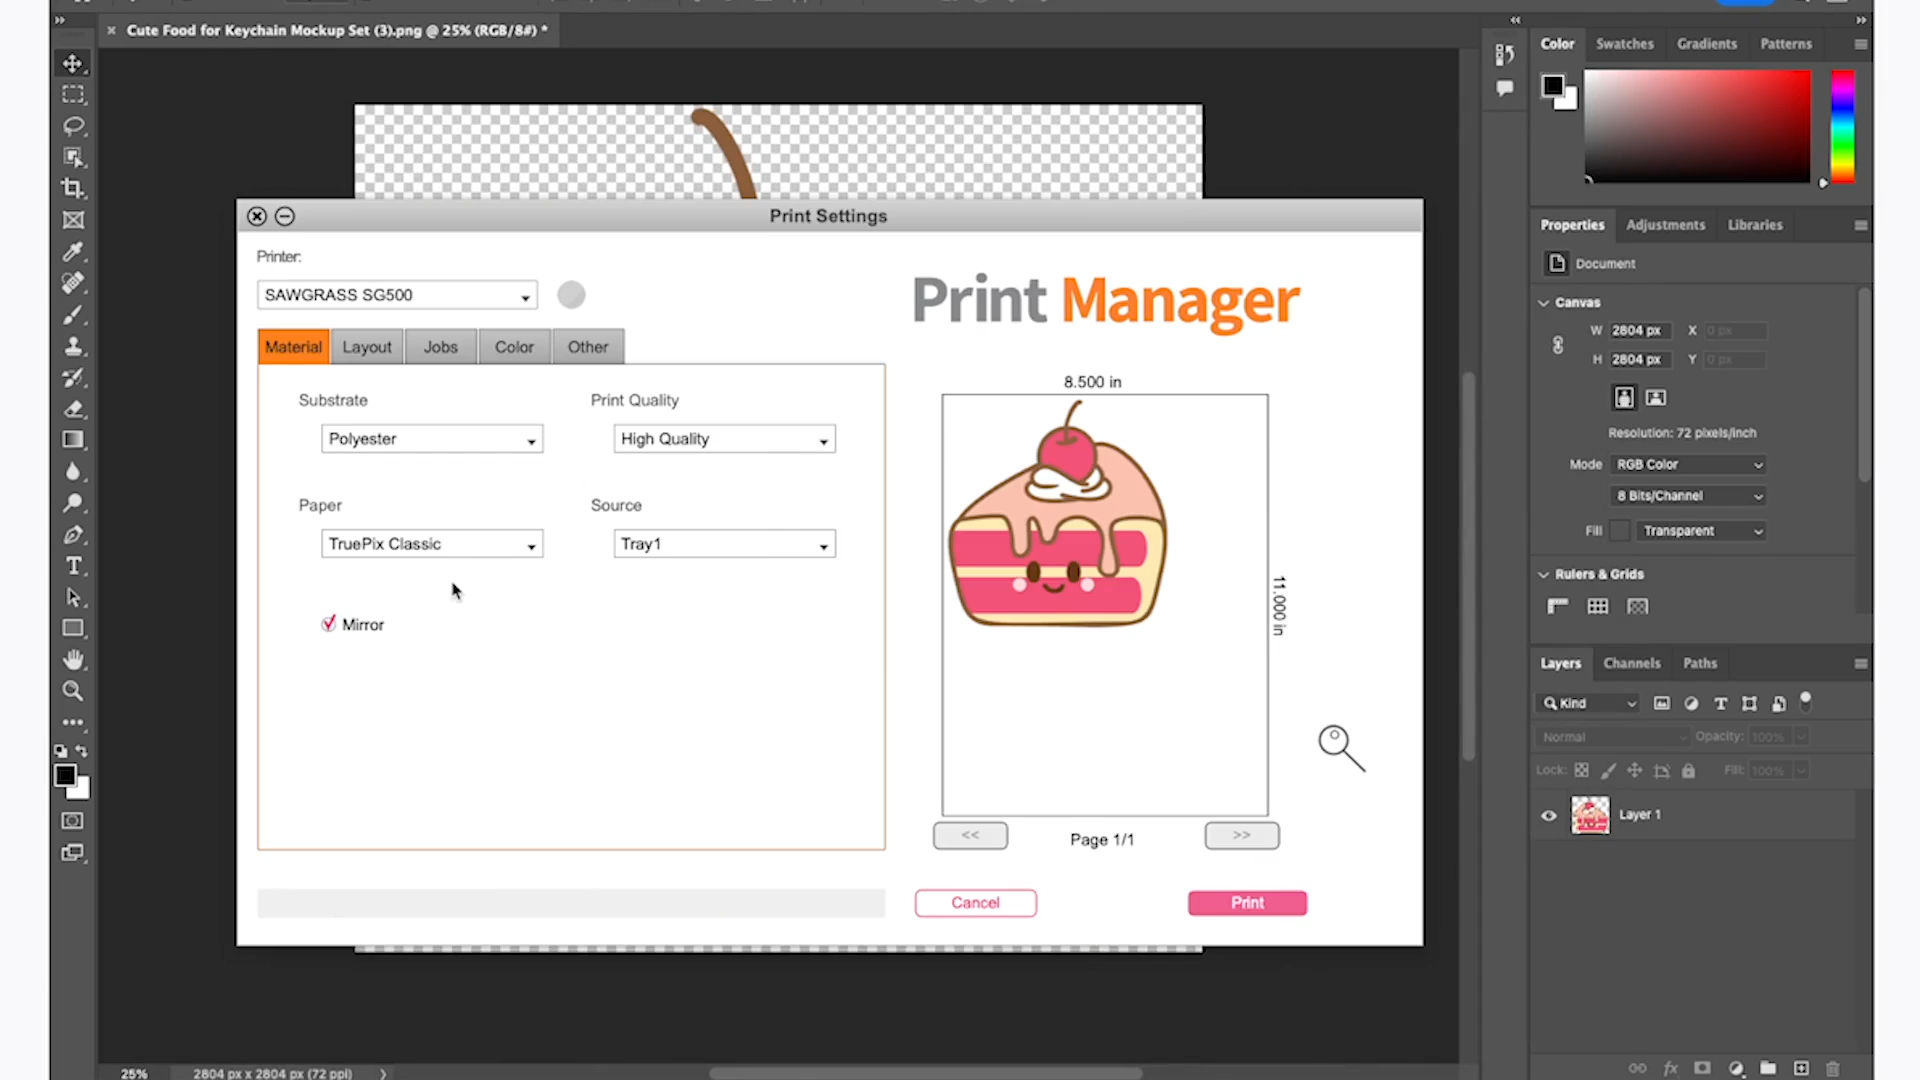 Cute Food for Keychain Mockup Set (3).png @ 25% (RGB/8#) *
Color Swatches Gradients Patterns
Print Settings
Printer:
SAWGRASS SG500
Print Manager
Material Layout Jobs Color Other
Substrate
Polyester
Print Quality
High Quality
Paper
TruePix Classic
Source
Tray1
Mirror
8.500 in
11.000 in
<< Page 1/1 >>
Cancel Print
Properties Adjustments Libraries
Document
Canvas
W 2804 px X 0 px
H 2804 px Y 0 px
Resolution: 72 pixels/inch
Mode RGB Color
8 Bits/Channel
Fill Transparent
Rulers & Grids
Layers Channels Paths
Kind
Normal Opacity: 100%
Lock: Fill: 100%
Layer 1
fx
25% 2804 px x 2804 px (72 ppi)